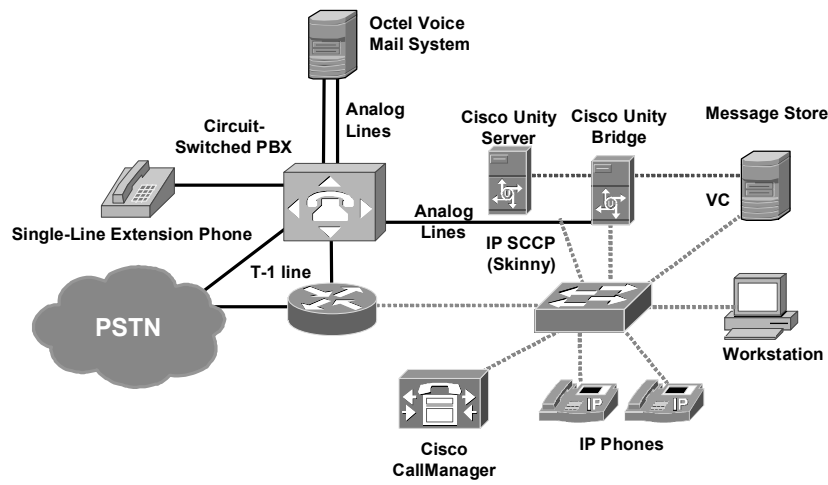 Octel Voice
Mail System
Analog
Lines
Circuit-
Switched PBX
Cisco Unity
Server
Cisco Unity
Bridge
Message Store
VC
Single-Line Extension Phone
Analog
Lines
IP SCCP
(Skinny)
T-1 line
PSTN
Workstation
IP
IP
IP Phones
Cisco
CallManager